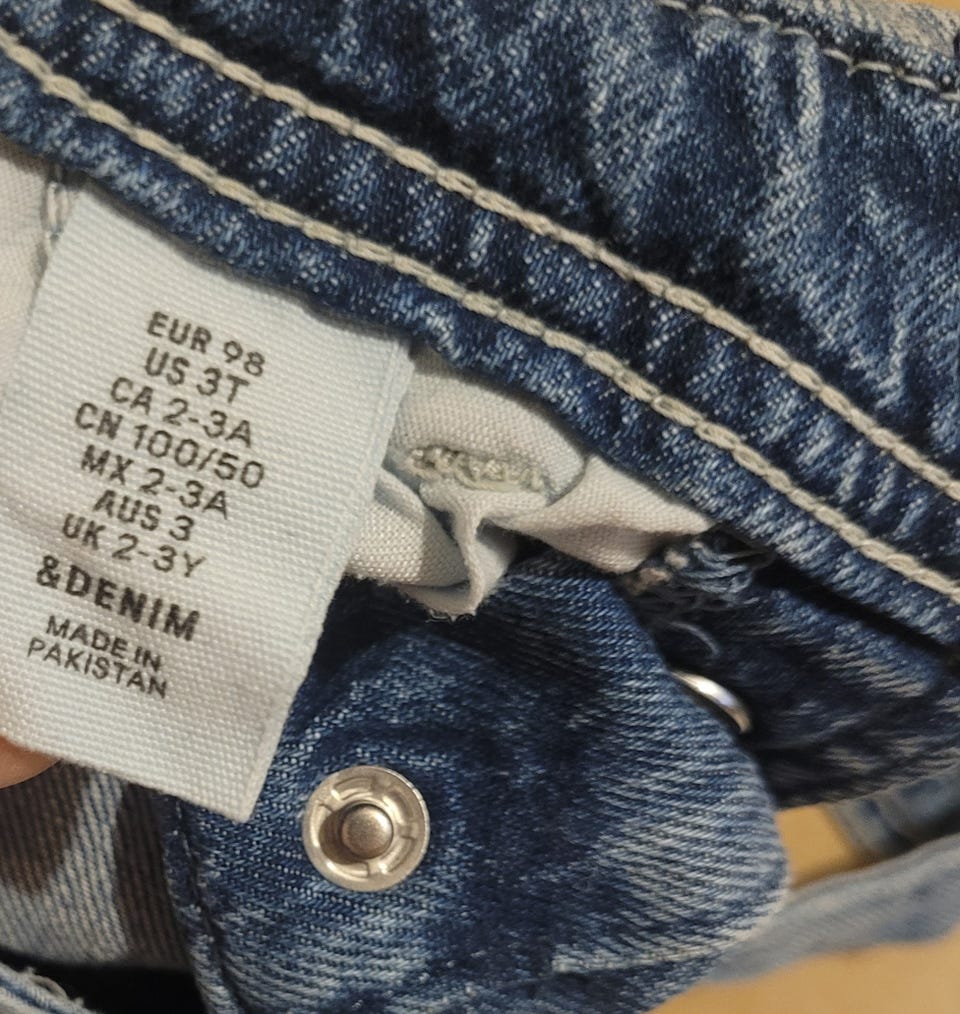 EUR 98
US 3T
CA 2-3A
CN 100/50
MX 2-3A
AUS 3
UK 2-3Y
&DENIM
MADE IN
PAKISTAN